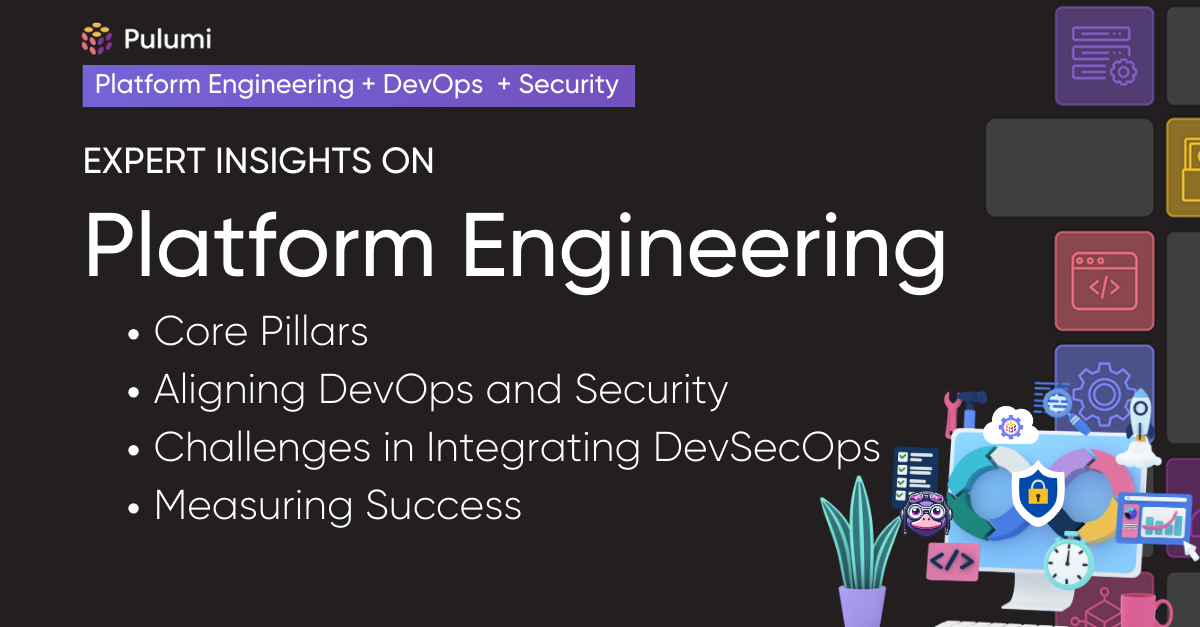 Pulumi
Platform Engineering + DevOps + Security
EXPERT INSIGHTS ON
Platform Engineering
• Core Pillars
• Aligning DevOps and Security
• Challenges in Integrating DevSecOps
• Measuring Success
</>
</>